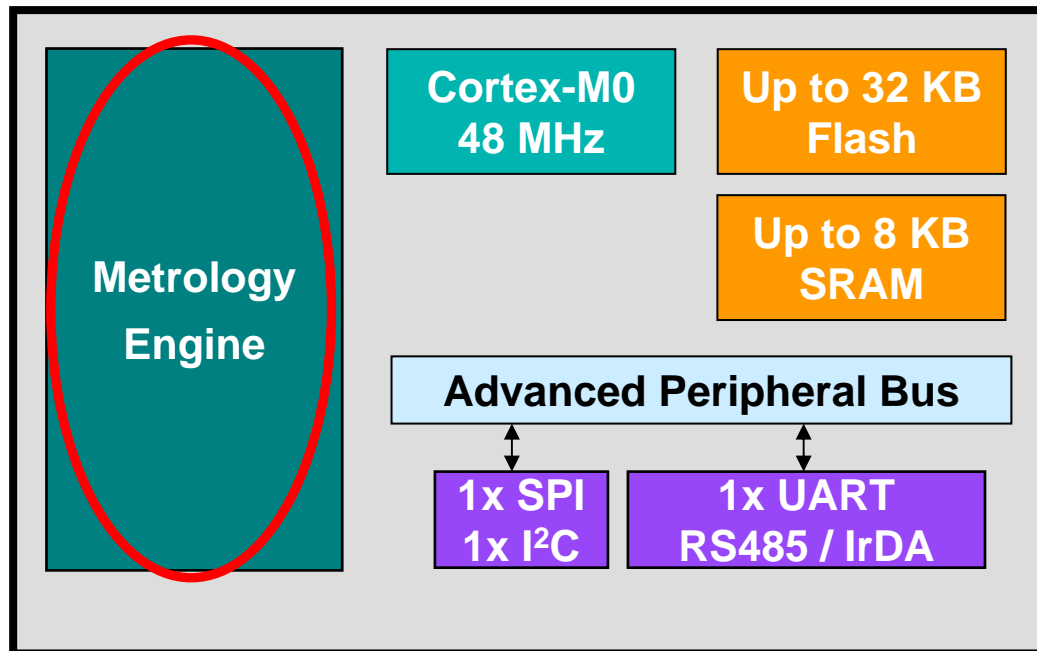 Metrology
Engine
Cortex-M0
48 MHz
Up to 32 KB
Flash
Up to 8 KB
SRAM
Advanced Peripheral Bus
1x SPI
1x I²C
1x UART
RS485 / IrDA